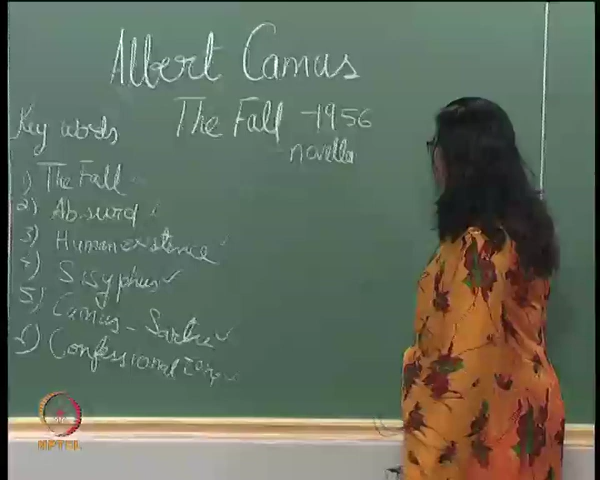 Albert Camus
The Fall - 1956
novella
Key words
1) The Fall
2) Absurd
3) Human existence
4) Sisyphus
5) Camus - Sartre
6) Confessional
NPTEL